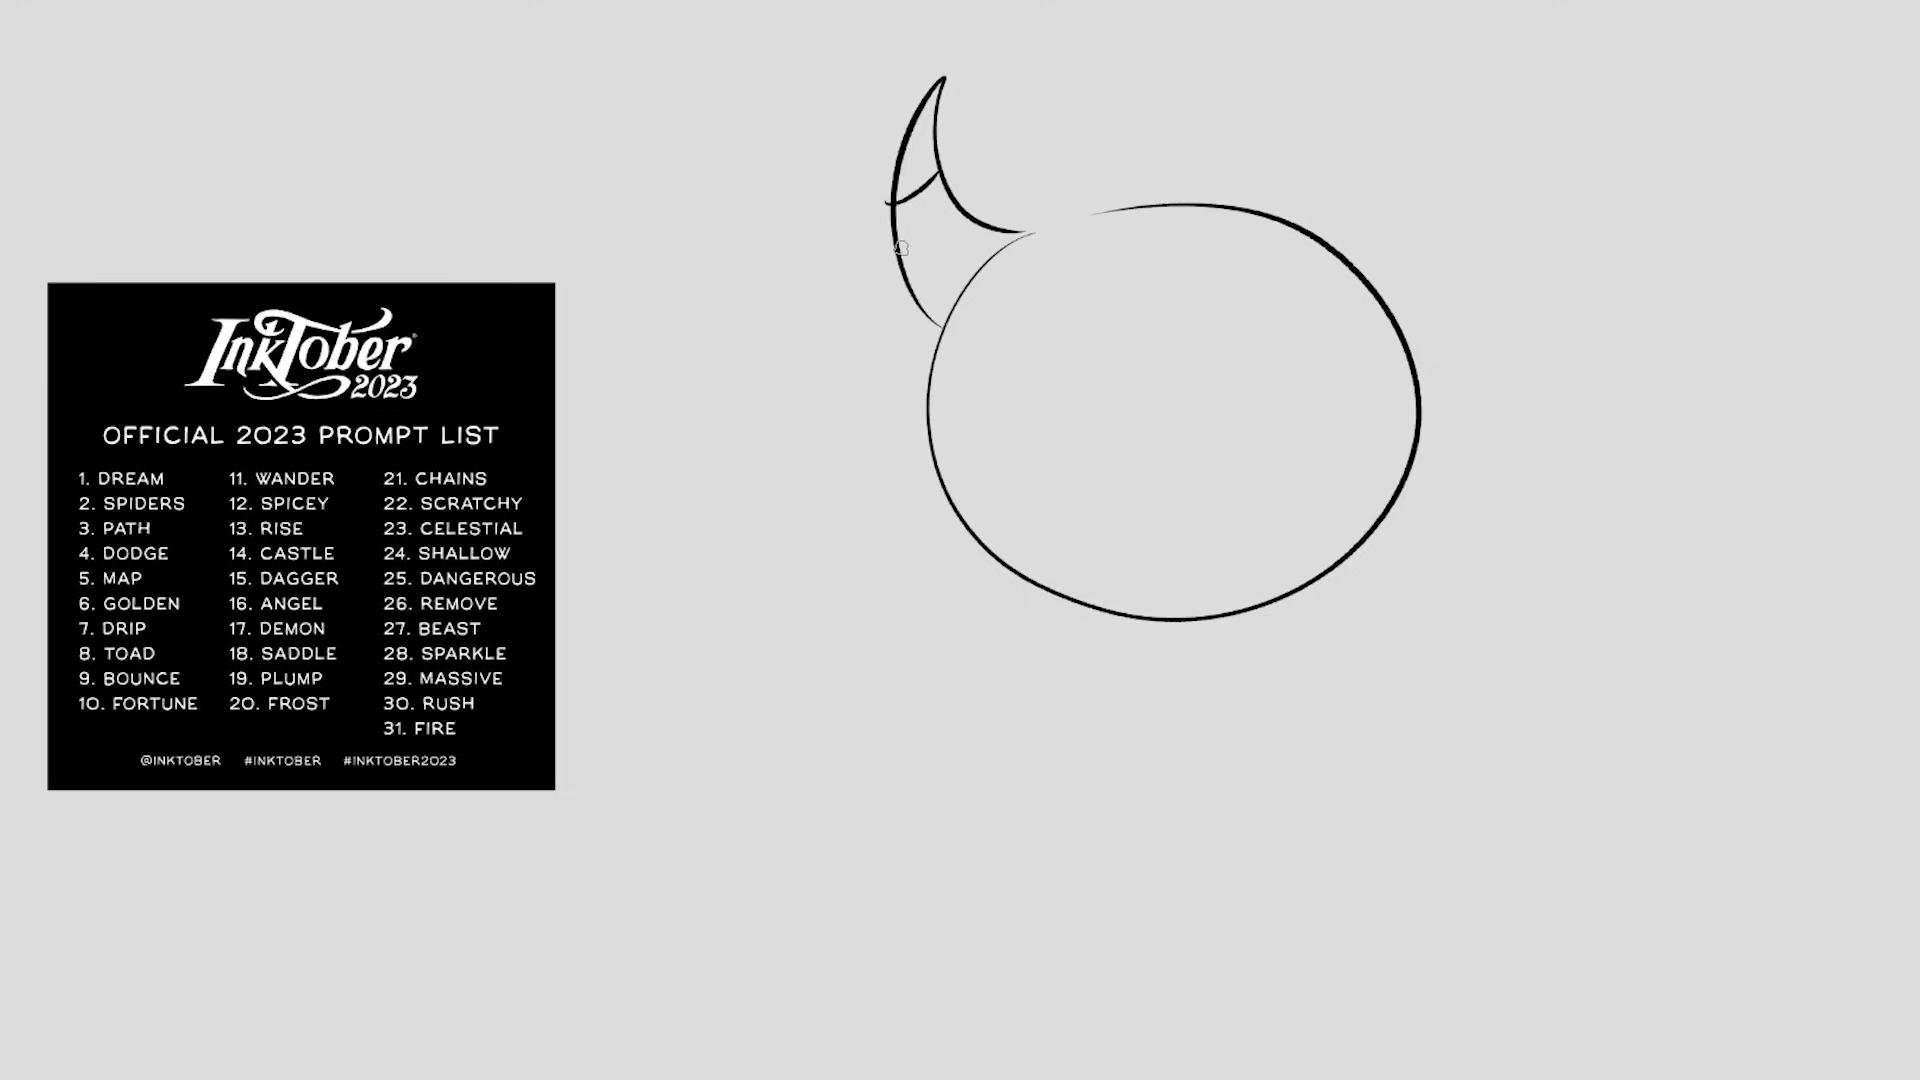 InkTober
2023
OFFICIAL 2023 PROMPT LIST
1. DREAM
2. SPIDERS
3. PATH
4. DODGE
5. MAP
6. GOLDEN
7. DRIP
8. TOAD
9. BOUNCE
10. FORTUNE
11. WANDER
12. SPICEY
13. RISE
14. CASTLE
15. DAGGER
16. ANGEL
17. DEMON
18. SADDLE
19. PLUMP
20. FROST
21. CHAINS
22. SCRATCHY
23. CELESTIAL
24. SHALLOW
25. DANGEROUS
26. REMOVE
27. BEAST
28. SPARKLE
29. MASSIVE
30. RUSH
31. FIRE
@INKTOBER #INKTOBER #INKTOBER2023